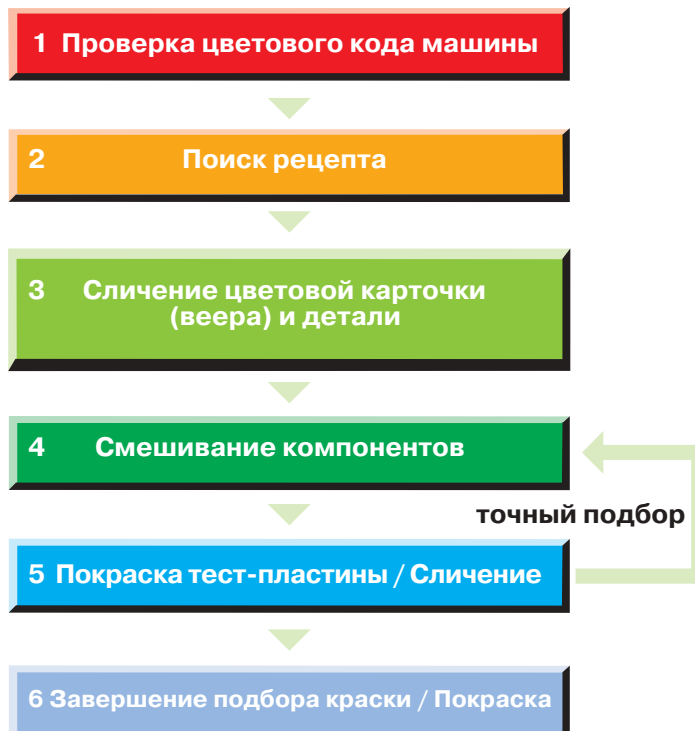 1 Проверка цветового кода машины
2 Поиск рецепта
3 Сличение цветовой карточки
(веера) и детали
4 Смешивание компонентов
точный подбор
5 Покраска тест-пластины / Сличение
6 Завершение подбора краски / Покраска